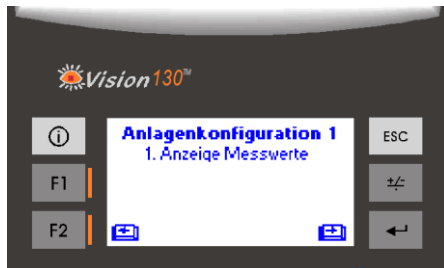 Vision130™
Anlagenkonfiguration 1
1. Anzeige Messwerte
ESC
F1
+/-
F2